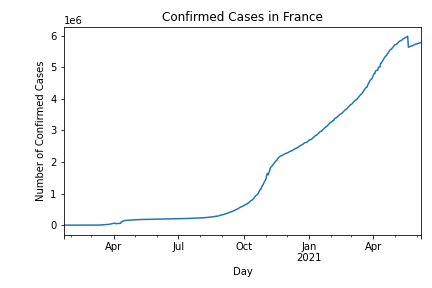 Confirmed Cases in France
1e6
Number of Confirmed Cases
6
5
4
3
2
1
0
Apr Jul Oct Jan Apr
2021
Day